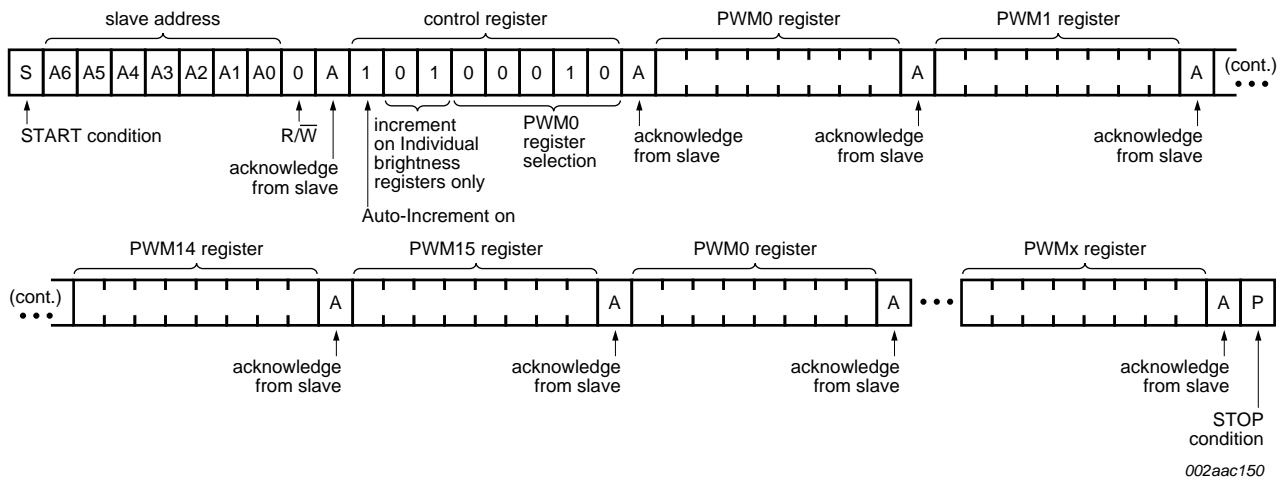 slave address control register PWM0 register PWM1 register
S A6 A5 A4 A3 A2 A1 A0 0 A 1 0 1 0 0 0 1 0 A A A (cont.)
START condition
R/W̅
acknowledge
from slave
Auto-Increment on
increment
on Individual
brightness
registers only
PWM0
register
selection
acknowledge
from slave
acknowledge
from slave
acknowledge
from slave
PWM14 register PWM15 register PWM0 register PWMx register
(cont.) A A A A P
acknowledge
from slave
acknowledge
from slave
acknowledge
from slave
acknowledge
from slave
STOP
condition
002aac150